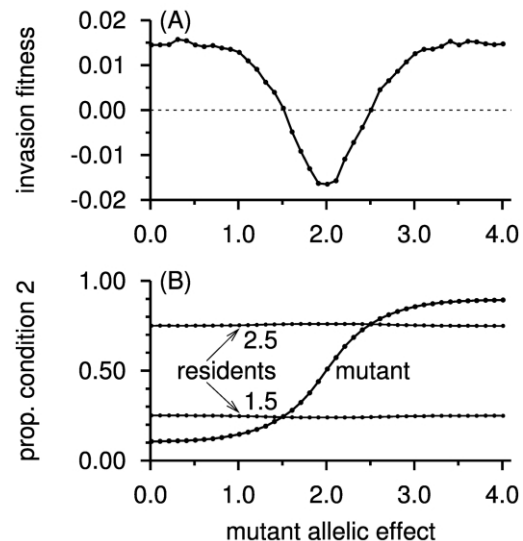 (A)
invasion fitness
0.02
0.01
0.00
-0.01
-0.02
0.0 1.0 2.0 3.0 4.0
(B)
prop. condition 2
1.00
0.50
0.00
2.5
residents
mutant
1.5
0.0 1.0 2.0 3.0 4.0
mutant allelic effect